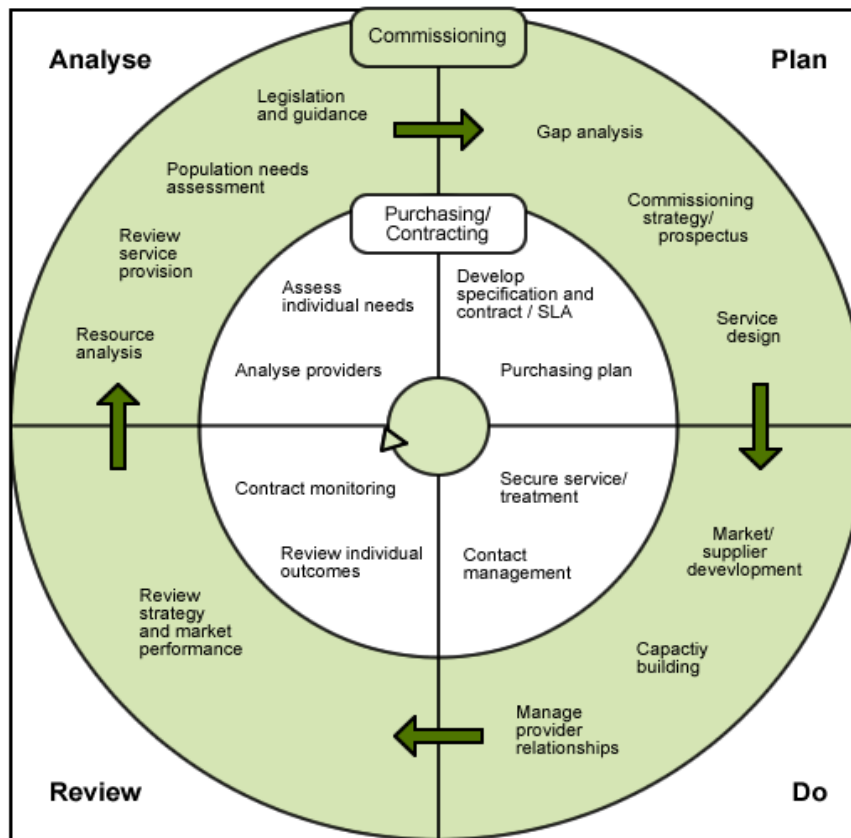 Commissioning
Analyse
Plan
Legislation
and guidance
Gap analysis
Population needs
assessment
Commissioning
strategy/
prospectus
Purchasing/
Contracting
Review
service
provision
Assess
individual needs
Develop
specification and
contract / SLA
Resource
analysis
Service
design
Analyse providers
Purchasing plan
Contract monitoring
Secure service/
treatment
Review individual
outcomes
Contact
management
Market/
supplier
devevlopment
Review
strategy
and market
performance
Capactiy
building
Manage
provider
relationships
Review
Do